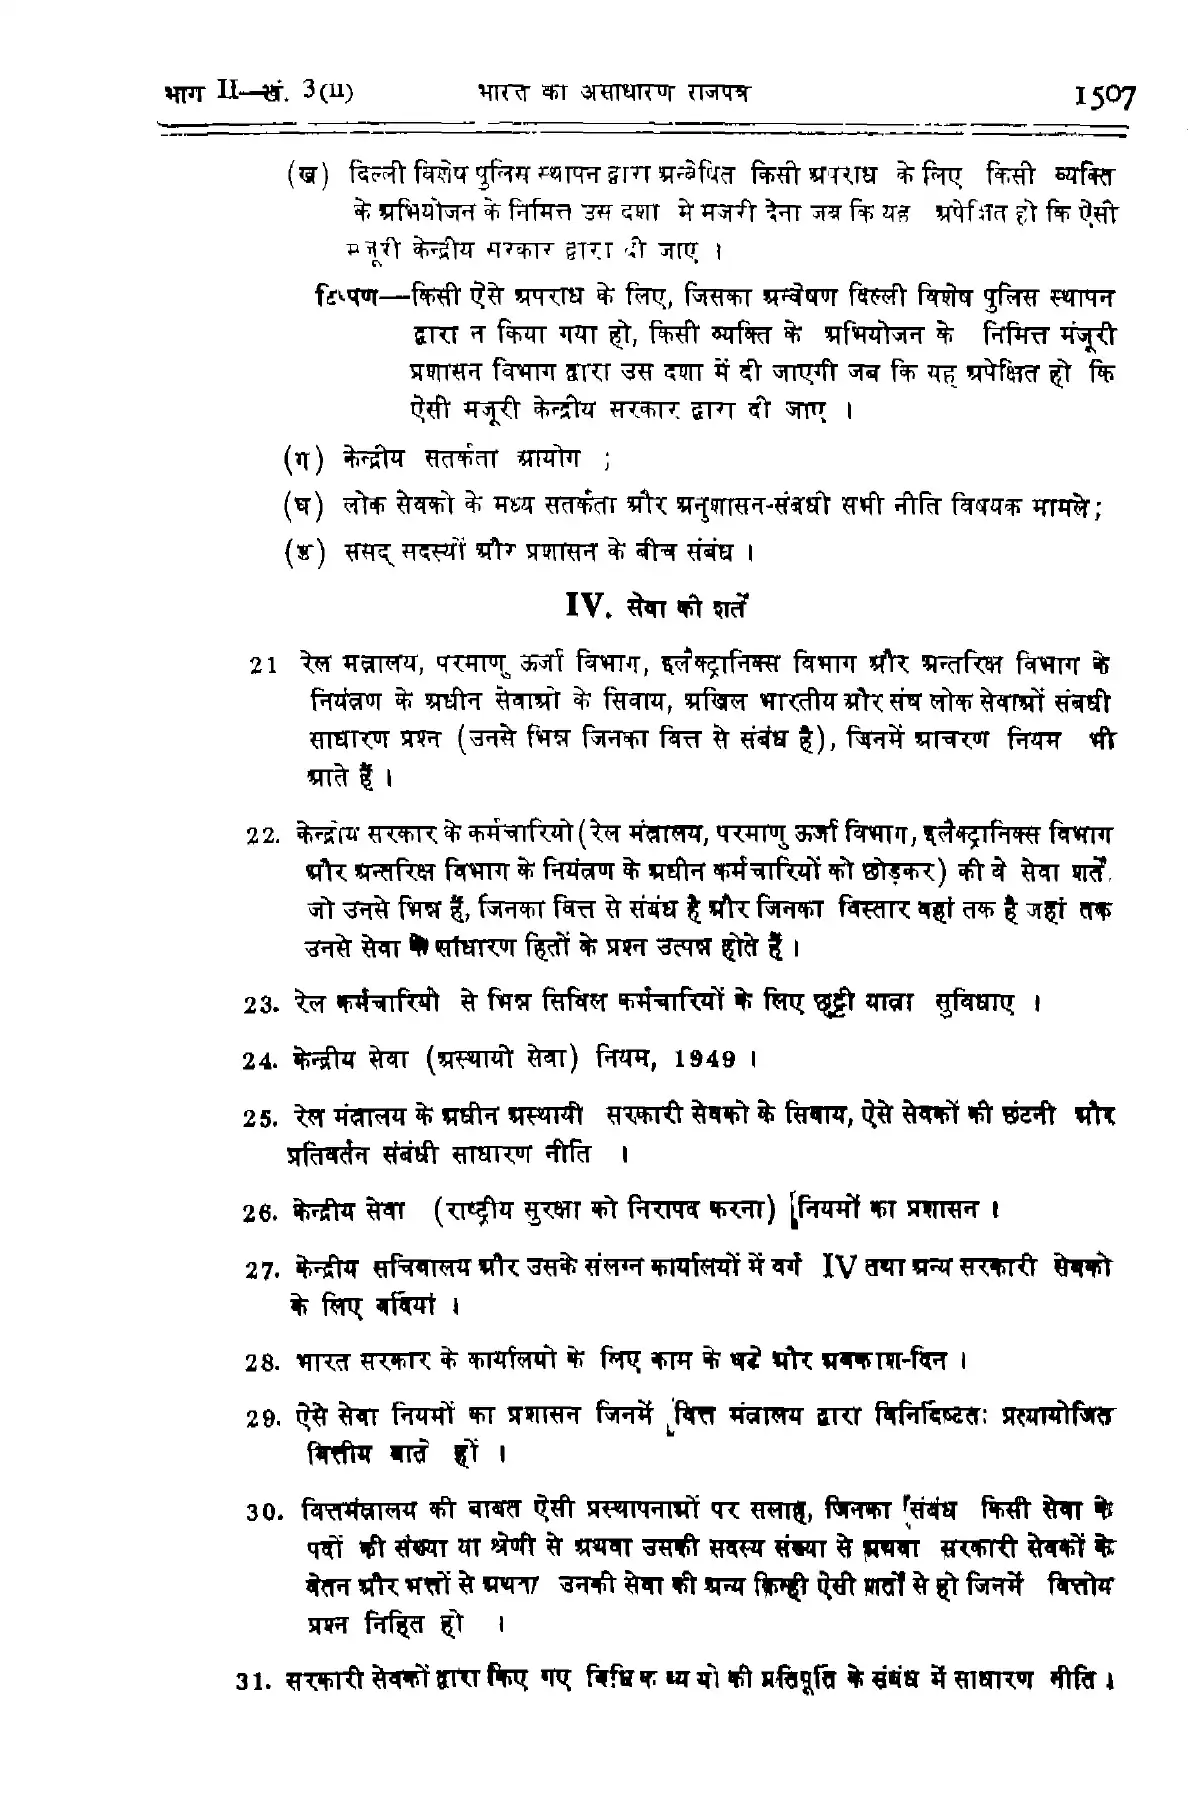 भाग II—खं. 3(ii) भारत का असाधारण राजपत्र 1507
(ख) दिल्ली विशेष पुलिस स्थापन द्वारा अन्वेषित किसी अपराध के लिए किसी व्यक्ति
के अभियोजन के निमित्त उस दशा मे मजरी देना जब कि यह अपेक्षित हो कि ऐसी
मजूरी केन्द्रीय सरकार द्वारा दी जाए ।
टिप्पण—किसी ऐसे अपराध के लिए, जिसका अन्वेषण दिल्ली विशेष पुलिस स्थापन
द्वारा न किया गया हो, किसी व्यक्ति के अभियोजन के निमित्त मंजूरी
प्रशासन विभाग द्वारा उस दशा में दी जाएगी जब कि यह अपेक्षित हो कि
ऐसी मजूरी केन्द्रीय सरकार द्वारा दी जाए ।
(ग) केन्द्रीय सतर्कता आयोग ;
(घ) लोक सेवको के मध्य सतर्कता और अनुशासन-संबधी सभी नीति विषयक मामले ;
(ङ) ससद् सदस्यों और प्रशासन के बीच संबंध ।
IV. सेवा की शर्तें
21 रेल मत्रालय, परमाणु ऊर्जा विभाग, इलैक्ट्रानिक्स विभाग और अन्तरिक्ष विभाग के
नियंत्रण के अधीन सेवाओ के सिवाय, अखिल भारतीय और संघ लोक सेवाओं संबधी
साधारण प्रश्न (उनसे भिन्न जिनका वित्त से संबंध है), जिनमें आचरण नियम भी
आते हैं ।
22. केन्द्रीय सरकार के कर्मचारियो (रेल मंत्रालय, परमाणु ऊर्जा विभाग, इलैक्ट्रानिक्स विभाग
और अन्तरिक्ष विभाग के नियंत्रण के अधीन कर्मचारियों को छोड़कर) की वे सेवा शर्तें,
जो उनसे भिन्न हैं, जिनका वित्त से संबंध है और जिनका विस्तार वहां तक है जहां तक
उनसे सेवा के साधारण हितों के प्रश्न उत्पन्न होते हैं ।
23. रेल कर्मचारियो से भिन्न सिविल कर्मचारियों के लिए छुट्टी यात्रा सुविधाए ।
24. केन्द्रीय सेवा (अस्थायी सेवा) नियम, 1949 ।
25. रेल मंत्रालय के अधीन अस्थायी सरकारी सेवको के सिवाय, ऐसे सेवकों की छंटनी और
प्रतिवर्तन संबंधी साधारण नीति ।
26. केन्द्रीय सेवा (राष्ट्रीय सुरक्षा को निरापद करना) नियमों का प्रशासन ।
27. केन्द्रीय सचिवालय और उसके संलग्न कार्यालयों में वर्ग IV तथा अन्य सरकारी सेवको
के लिए वर्दियां ।
28. भारत सरकार के कार्यालयो के लिए काम के घटे और अवकाश-दिन ।
29. ऐसे सेवा नियमों का प्रशासन जिनमें वित्त मंत्रालय द्वारा विनिर्दिष्टतः प्रत्यायोजित
वित्तीय बाते हों ।
30. वित्तमंत्रालय की बाबत ऐसी प्रस्थापनाओं पर सलाह, जिनका संबंध किसी सेवा के
पदों की संख्या या श्रेणी से अथवा उसकी सदस्य संख्या से अथवा सरकारी सेवकों के
वेतन और भत्तों से अथवा उनकी सेवा की अन्य किन्ही ऐसी शर्तों से हो जिनमें वित्तीय
प्रश्न निहित हो ।
31. सरकारी सेवकों द्वारा किए गए विधिक व्ययो की प्रतिपूर्ति के संबंध में साधारण नीति ।